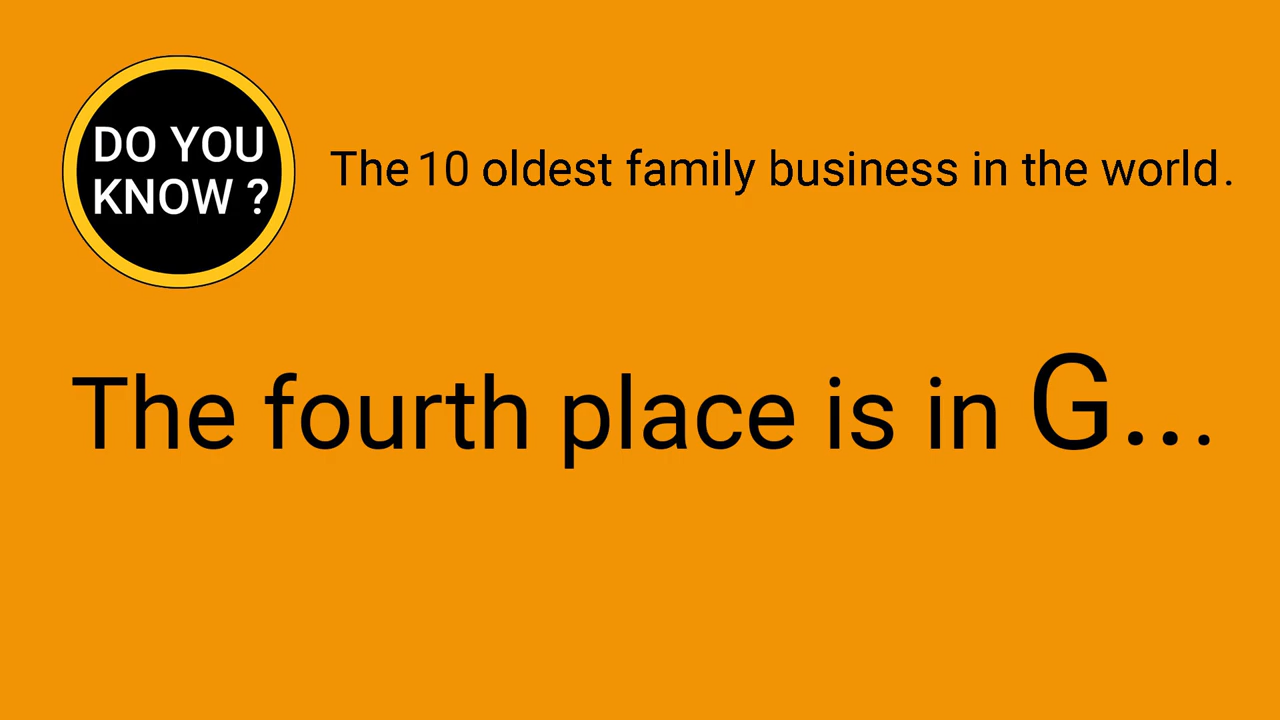 DO YOU
KNOW ?
The 10 oldest family business in the world.
The fourth place is in G...